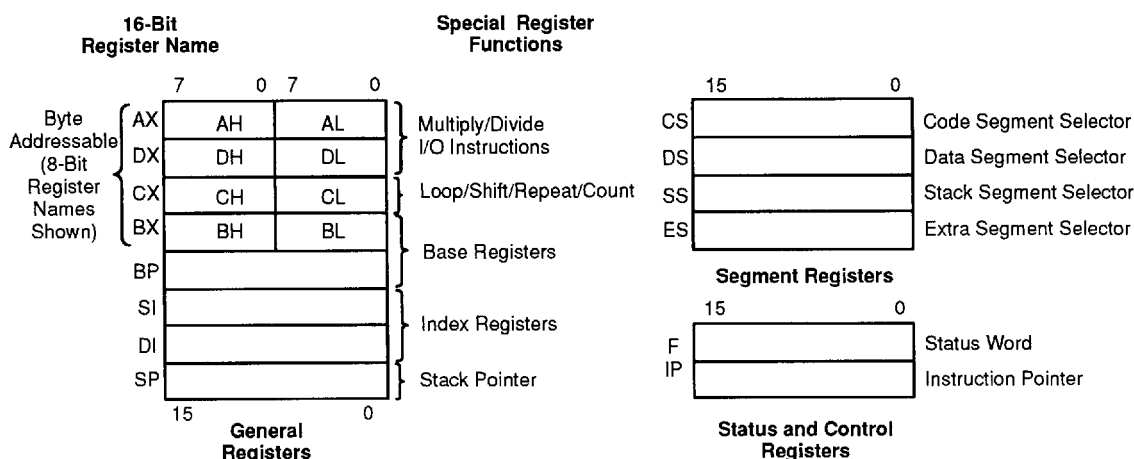 16-Bit
Register Name
Special Register
Functions
7 0 7 0
Byte
Addressable
(8-Bit
Register
Names
Shown)
AX AH AL
DX DH DL
CX CH CL
BX BH BL
BP
SI
DI
SP
15 0
General
Registers
Multiply/Divide
I/O Instructions
Loop/Shift/Repeat/Count
Base Registers
Index Registers
Stack Pointer
15 0
CS Code Segment Selector
DS Data Segment Selector
SS Stack Segment Selector
ES Extra Segment Selector
Segment Registers
15 0
F Status Word
IP Instruction Pointer
Status and Control
Registers